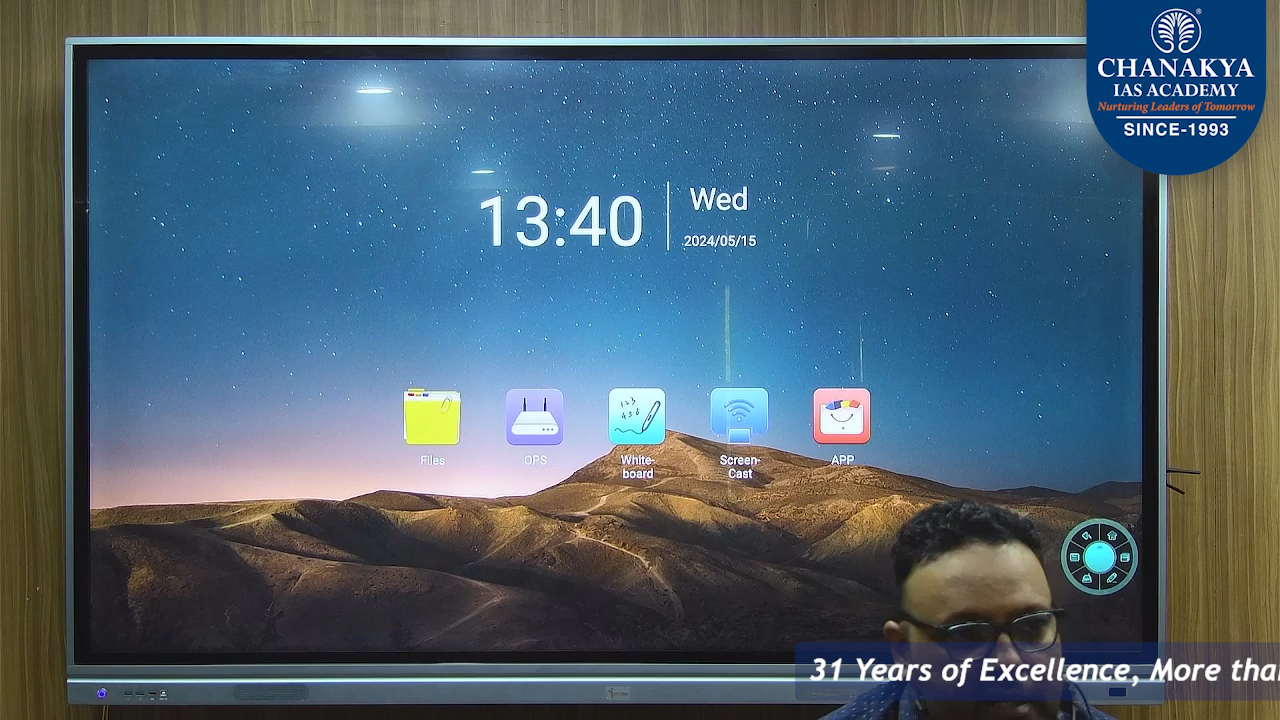 CHANAKYA
IAS ACADEMY
Nurturing Leaders of Tomorrow
SINCE-1993
13:40
Wed
2024/05/15
Files
OPS
White-
board
Screen-
Cast
APP
31 Years of Excellence, More tha